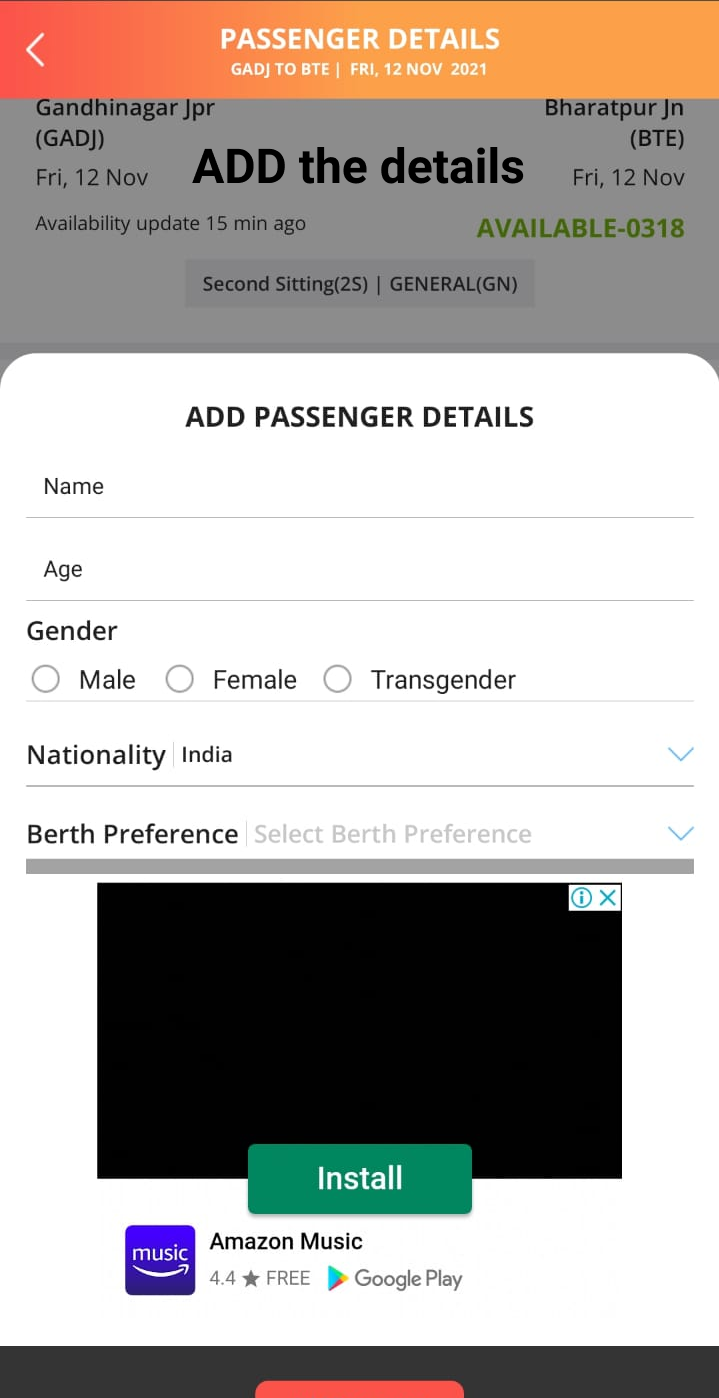 PASSENGER DETAILS
GADJ TO BTE | FRI, 12 NOV 2021
Gandhinagar Jpr
Bharatpur Jn
(GADJ)
(BTE)
ADD the details
Fri, 12 Nov
Fri, 12 Nov
Availability update 15 min ago
AVAILABLE-0318
Second Sitting(2S) | GENERAL(GN)
ADD PASSENGER DETAILS
Name
Age
Gender
Male Female Transgender
Nationality India
Berth Preference Select Berth Preference
Install
music
Amazon Music
4.4 ★ FREE Google Play